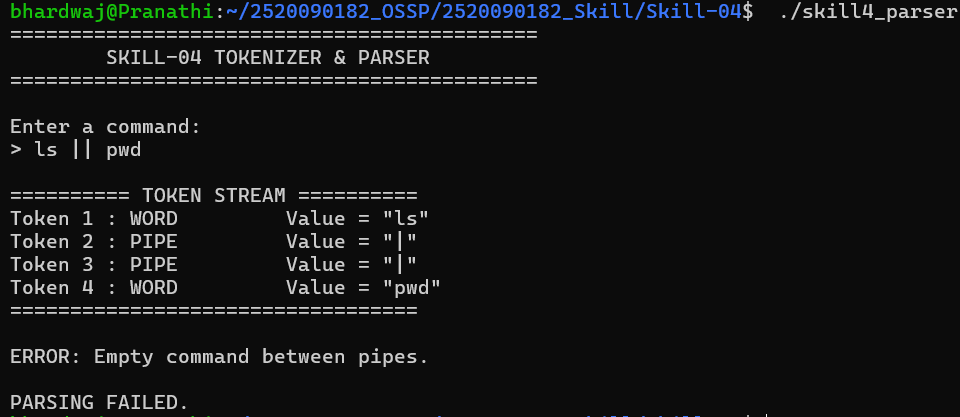 bhardwaj@Pranathi:~/2520090182_OSSP/2520090182_Skill/Skill-04$  ./skill4_parser
============================================
        SKILL-04 TOKENIZER & PARSER
============================================
Enter a command:
> ls || pwd
========== TOKEN STREAM ==========
Token 1 : WORD         Value = "ls"
Token 2 : PIPE         Value = "|"
Token 3 : PIPE         Value = "|"
Token 4 : WORD         Value = "pwd"
==================================
ERROR: Empty command between pipes.
PARSING FAILED.